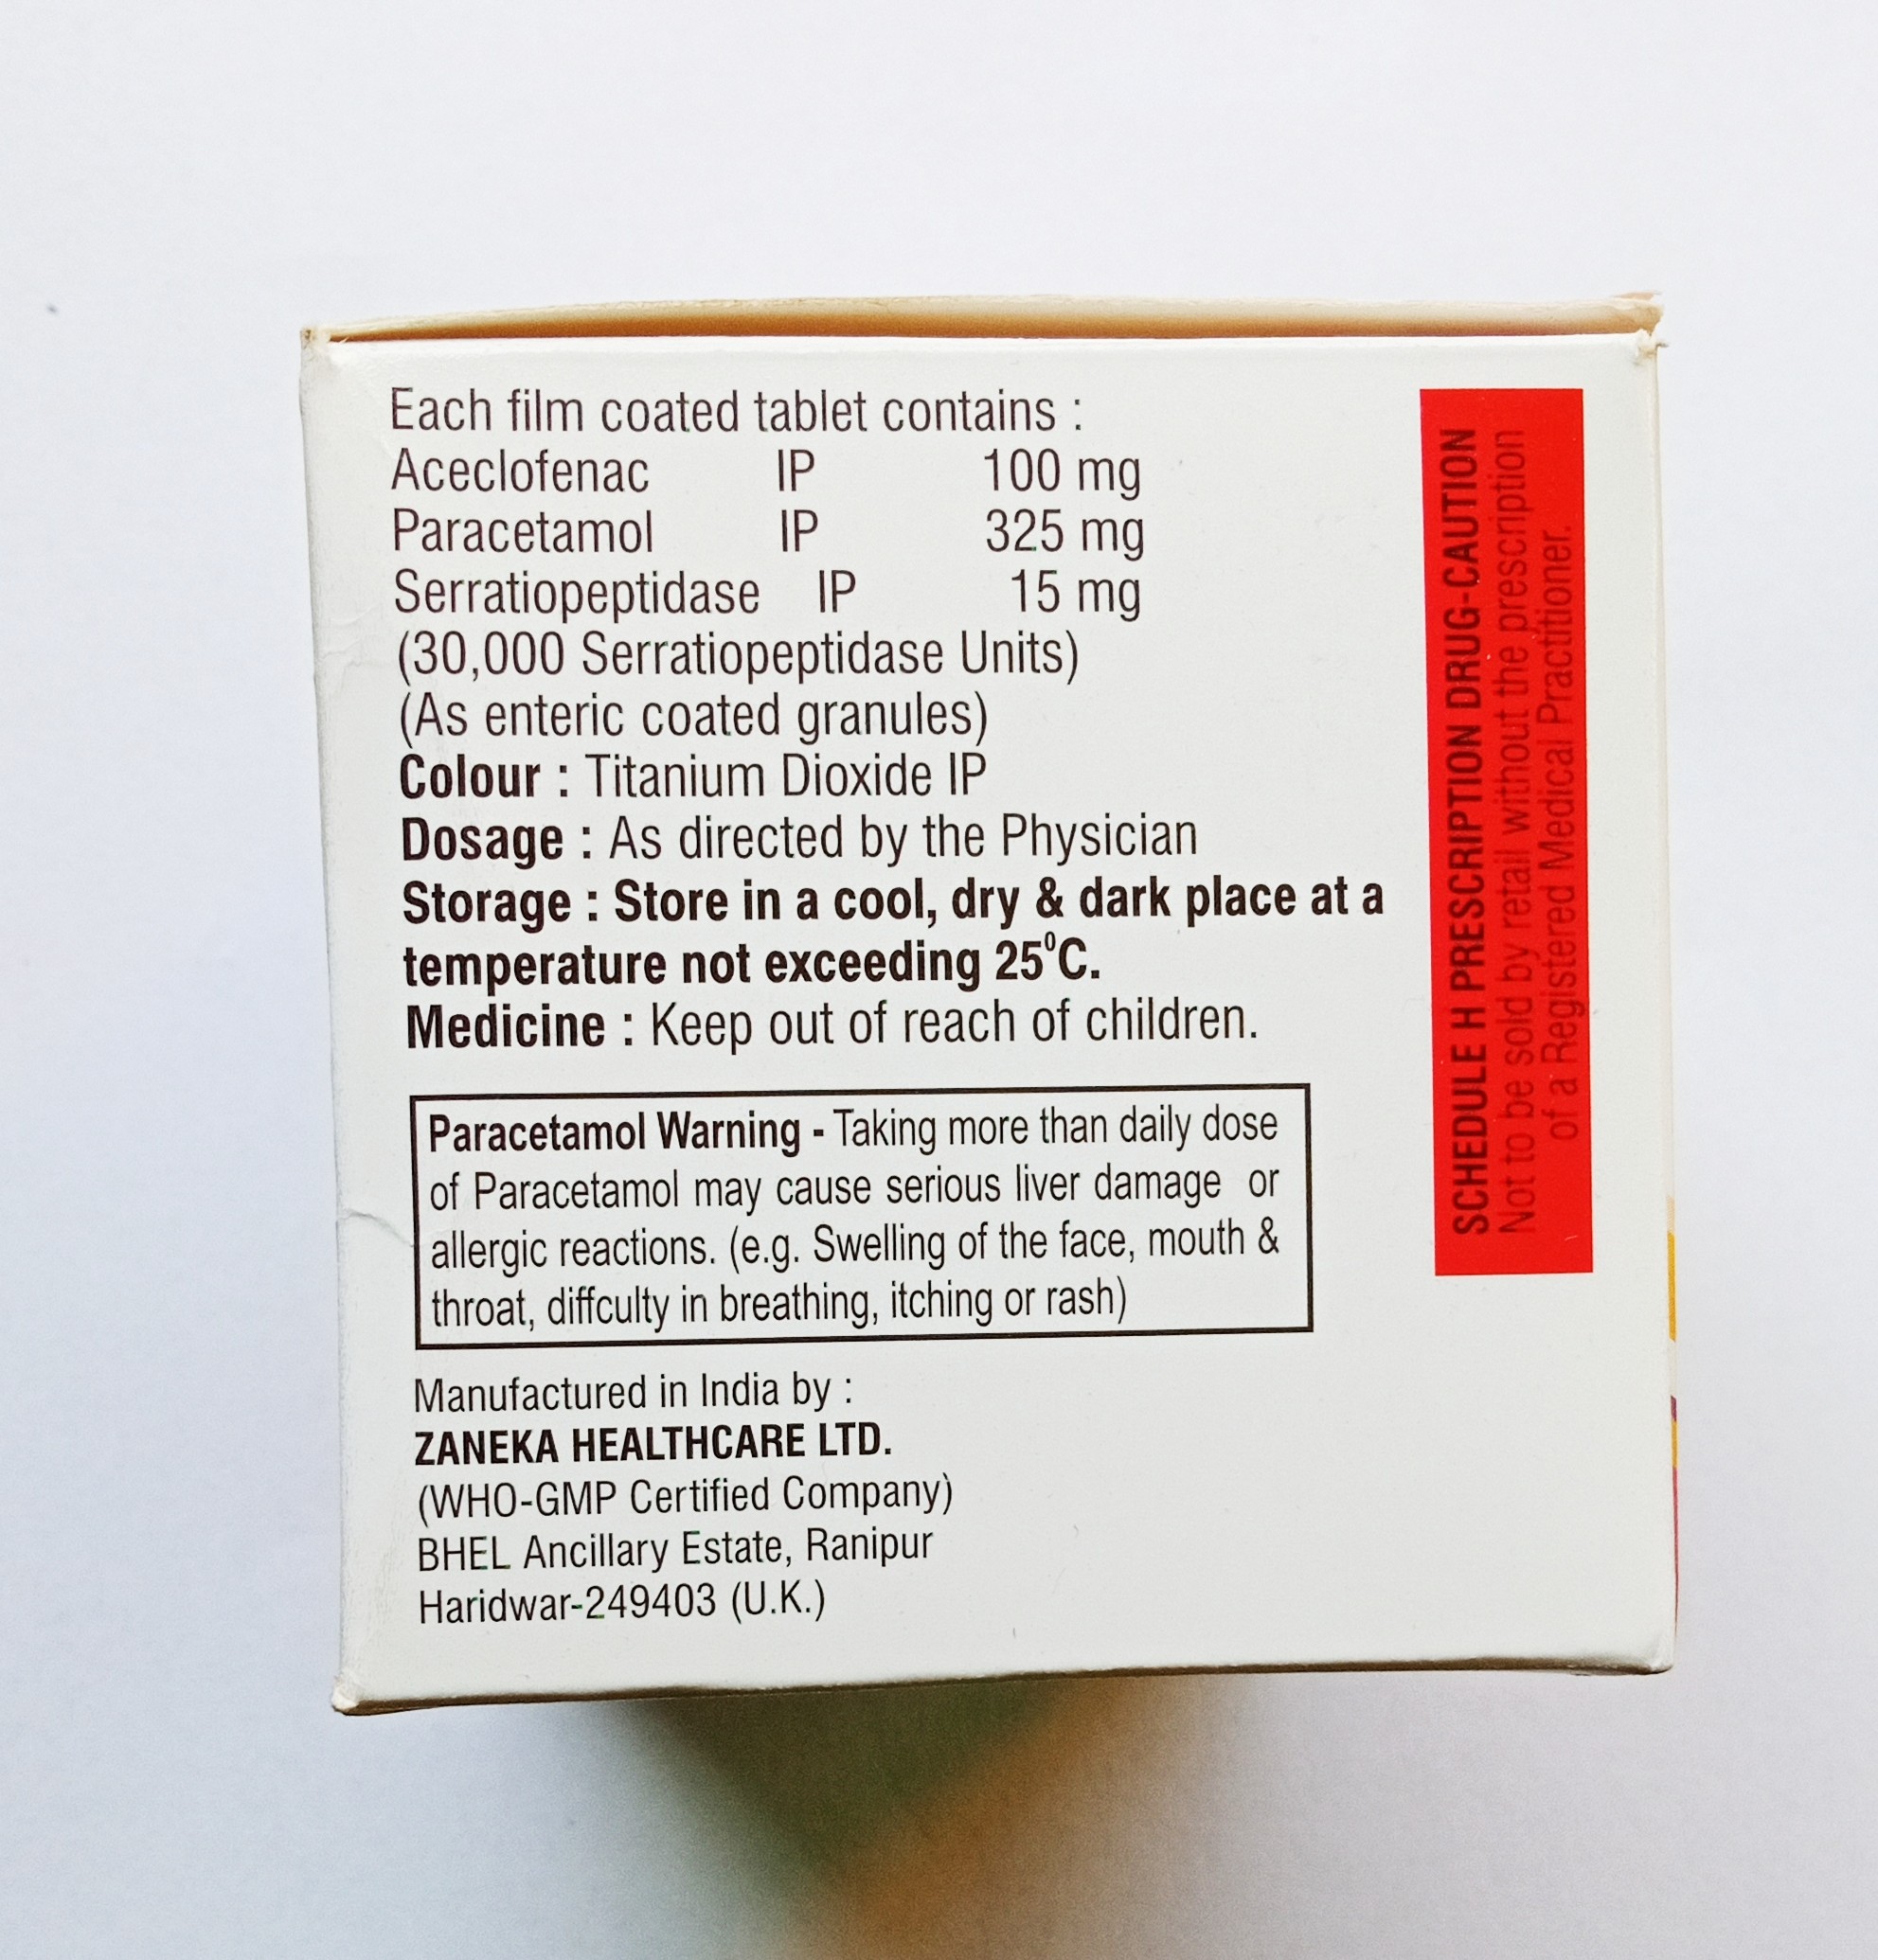 Each film coated tablet contains :
Aceclofenac IP 100 mg
Paracetamol IP 325 mg
Serratiopeptidase IP 15 mg
(30,000 Serratiopeptidase Units)
(As enteric coated granules)
Colour : Titanium Dioxide IP
Dosage : As directed by the Physician
Storage : Store in a cool, dry & dark place at a
temperature not exceeding 25⁰C.
Medicine : Keep out of reach of children.
Paracetamol Warning - Taking more than daily dose
of Paracetamol may cause serious liver damage or
allergic reactions. (e.g. Swelling of the face, mouth &
throat, diffculty in breathing, itching or rash)
Manufactured in India by :
ZANEKA HEALTHCARE LTD.
(WHO-GMP Certified Company)
BHEL Ancillary Estate, Ranipur
Haridwar-249403 (U.K.)
SCHEDULE H PRESCRIPTION DRUG-CAUTION
Not to be sold by retail without the prescription
of a Registered Medical Practitioner.